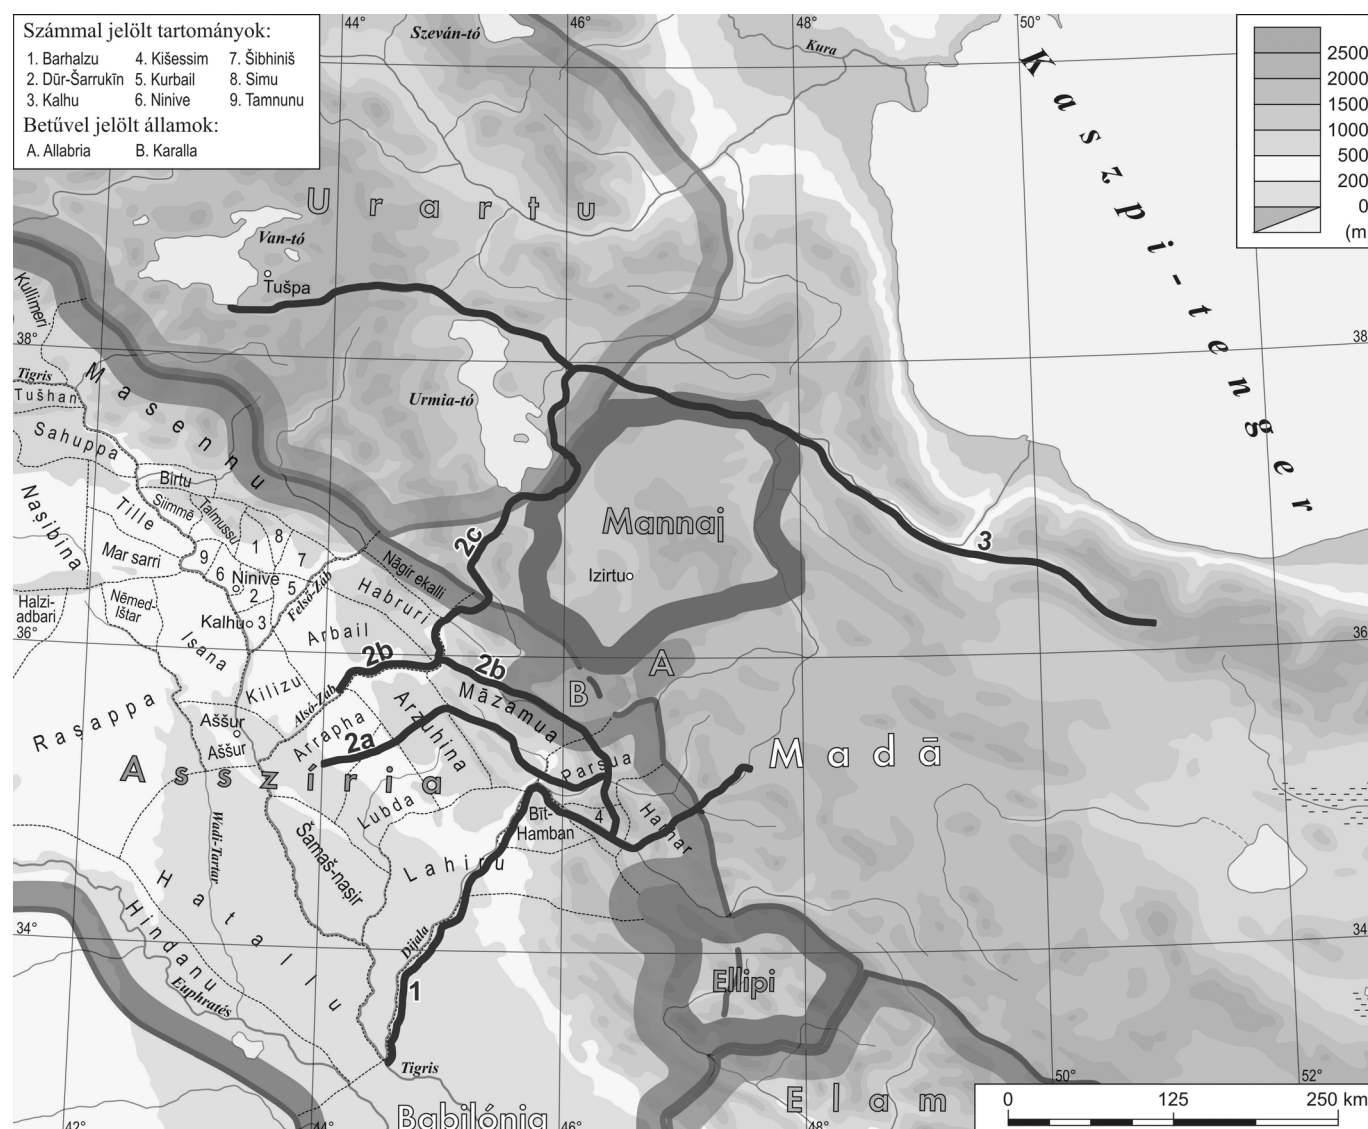 Számmal jelölt tartományok:
1. Barhalzu 4. Kišessim 7. Šibhiniš
2. Dūr-Šarrukīn 5. Kurbail 8. Simu
3. Kalhu 6. Ninive 9. Tamnunu
Betűvel jelölt államok:
A. Allabria B. Karalla
44° 46° 48° 50°
Szeván-tó
Kura
Kaszpi-tenger
2500
2000
1500
1000
500
200
0
(m
Urartu
Van-tó
Tušpa
Kullimeri
38° 38
Tigris
Tušhan
Masennu
Sahuppa
Urmia-tó
Birtu
Siimmē
Talmussu
Tille
Naṣibina
Mar sarri
9 6 1 8 7
Ninive
2 5
Kalhu 3
Felső-Záb
Nāgir ekalli
Habruri
2c
Mannaj
Izirtu
3
Halzi-
adbari
Nēmed-
Ištar
36° 36
Isana
Arbail
2b
2b
A
B
Kilizu
Alsó-Záb
Māzamua
Raṣappa
Aššur
Aššur
Arrapha
2a
Arzuhina
Parsua
Madā
Asszíria
Lubda
Bīt-
Hamban
4
Harhar
Wadi-Tartar
Šamaš-naṣir
Lahiru
Hatallu
Hindanu
34° 34
Dijala
Euphratés
1
Ellipi
Tigris
Babilónia
Elam
42° 44° 46° 48° 50° 52°
0 125 250 km